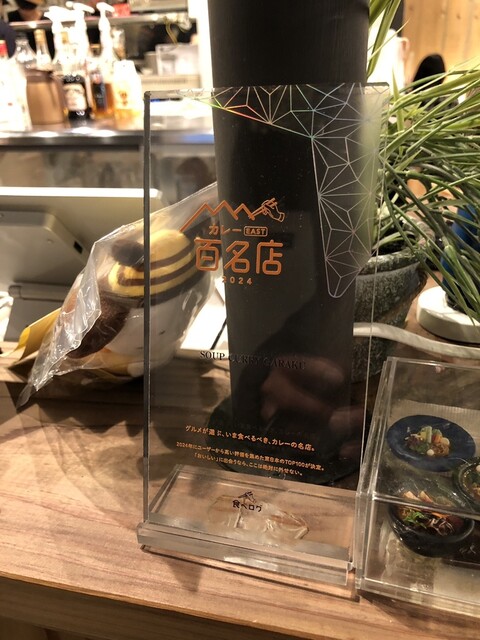 カレー EAST
百名店
2024
SOUP CURRY GARAKU
グルメが選ぶ、いま食べるべき、カレーの名店。
2024年にユーザーから高い評価を集めた東日本のTOP100が決定。
「おいしい」に出会うなら、ここは絶対に外せない。
食べログ